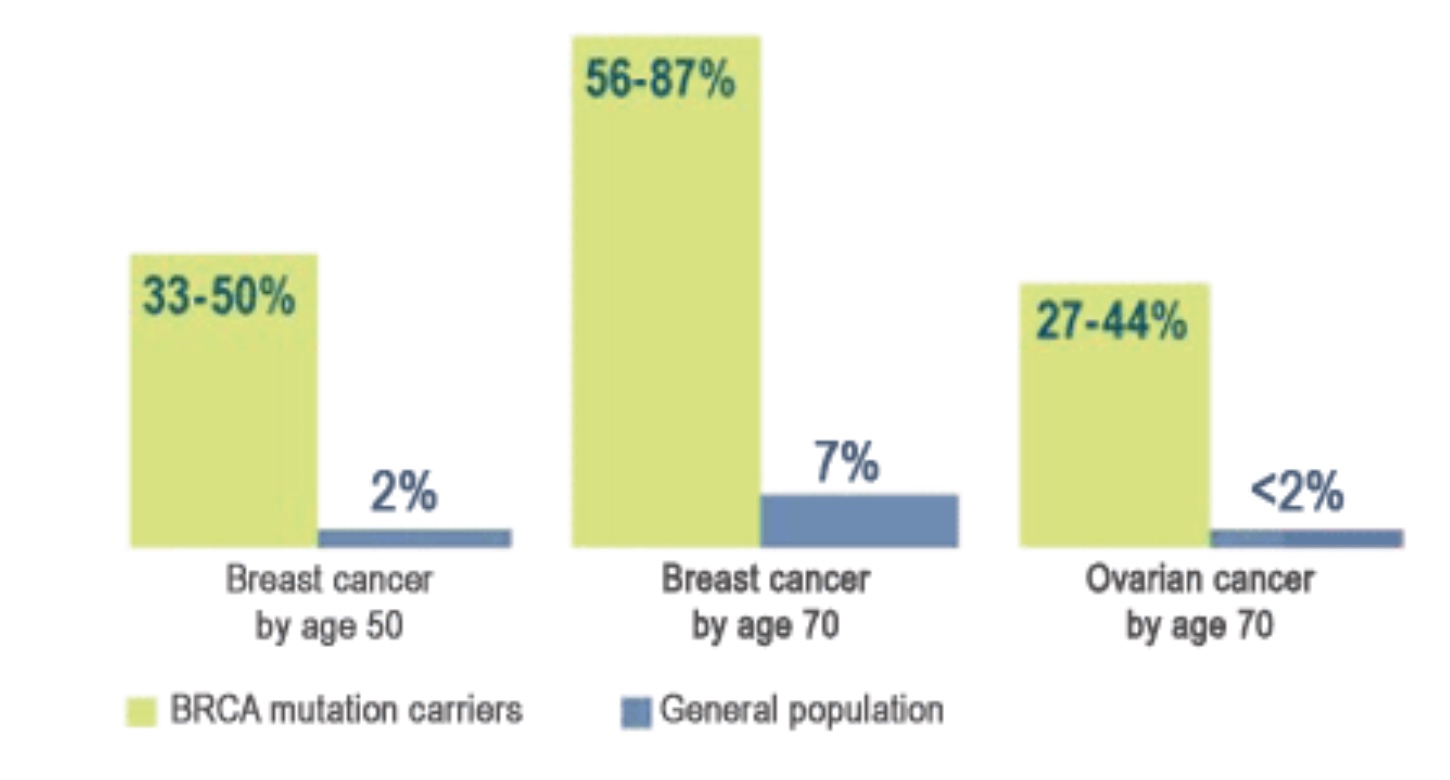 56-87%
33-50%
27-44%
7%
2%
<2%
Breast cancer
by age 50
Breast cancer
by age 70
Ovarian cancer
by age 70
BRCA mutation carriers
General population